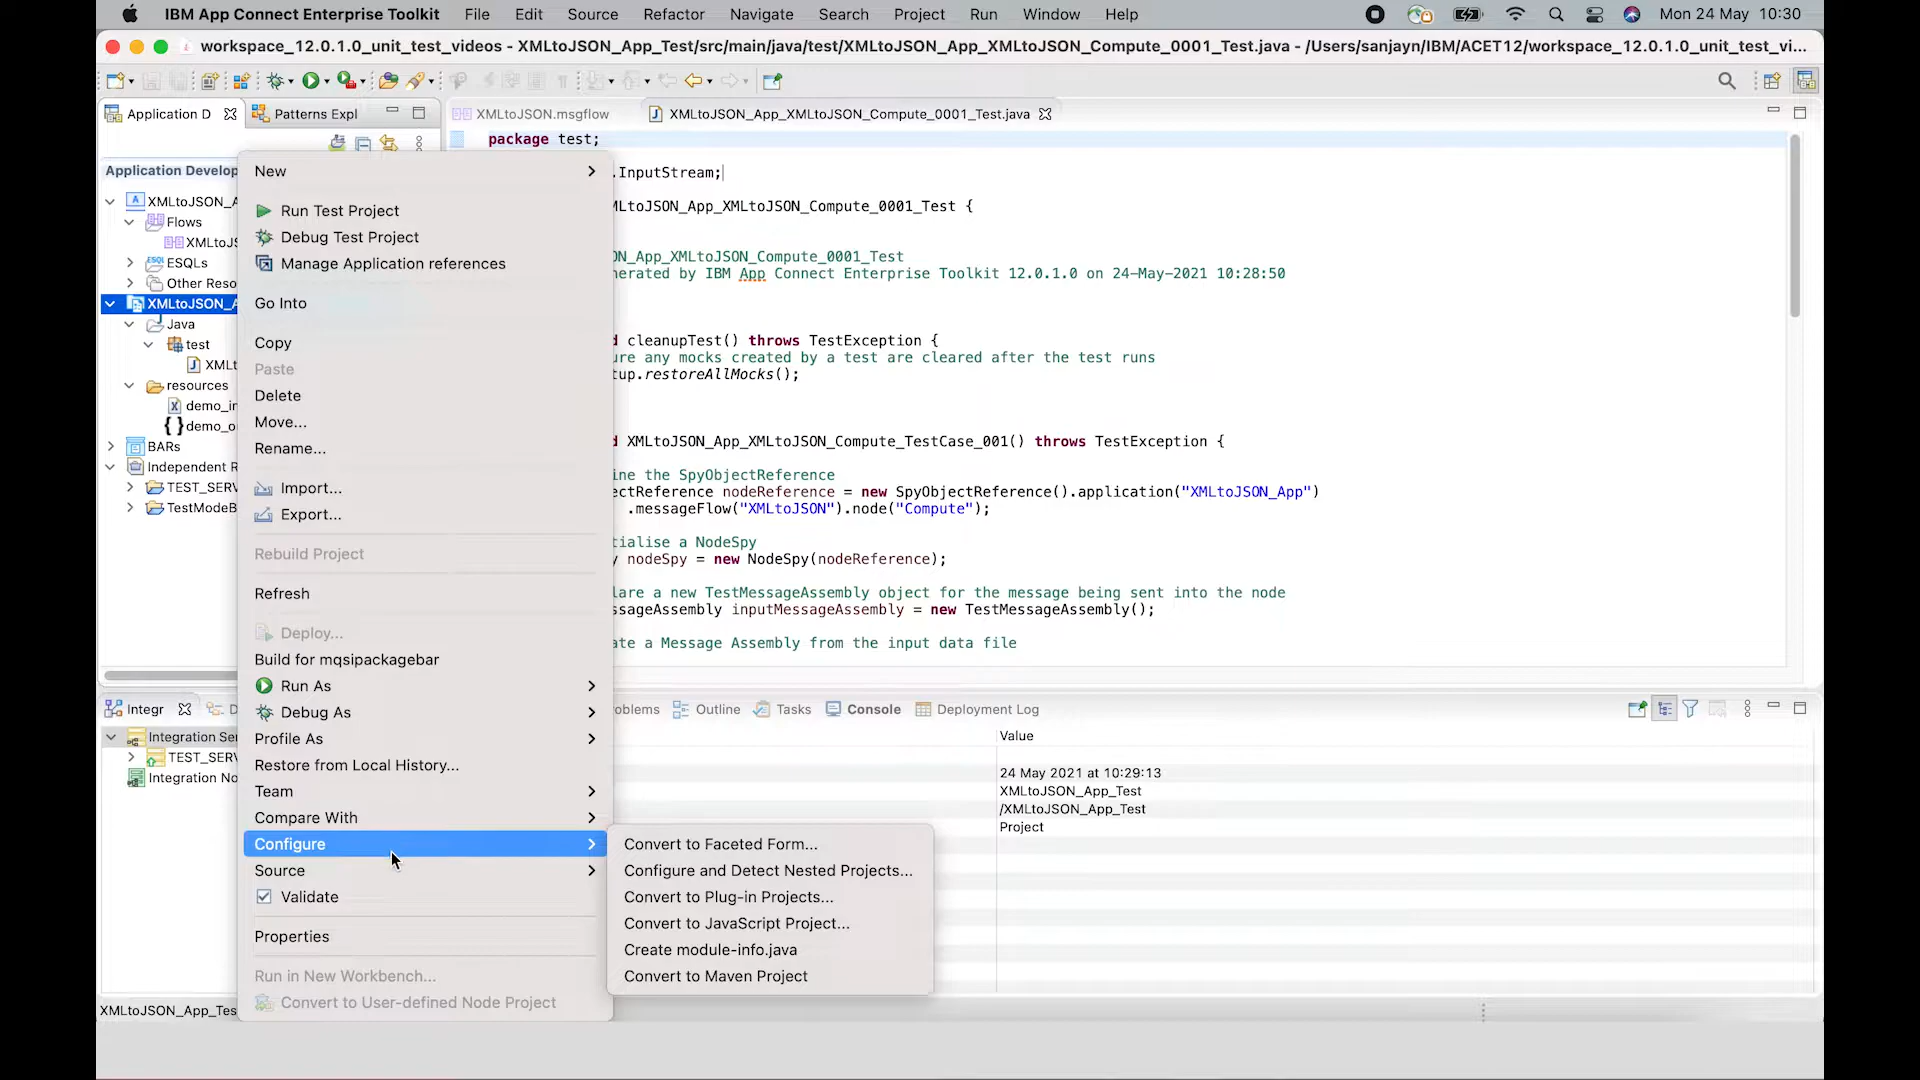 IBM App Connect Enterprise Toolkit File Edit Source Refactor Navigate Search Project Run Window Help Mon 24 May 10:30
workspace_12.0.1.0_unit_test_videos - XMLtoJSON_App_Test/src/main/java/test/XMLtoJSON_App_XMLtoJSON_Compute_0001_Test.java - /Users/sanjayn/IBM/ACET12/workspace_12.0.1.0_unit_test_vi...
Application D Patterns Expl XMLtoJSON.msgflow XMLtoJSON_App_XMLtoJSON_Compute_0001_Test.java
Application Develop
XMLtoJSON_A
Flows
XMLtoJS
ESQLs
Other Reso
XMLtoJSON_A
Java
test
XMLt
resources
demo_in
demo_o
BARs
Independent R
TEST_SERV
TestModeB
New
Run Test Project
Debug Test Project
Manage Application references
Go Into
Copy
Paste
Delete
Move...
Rename...
Import...
Export...
Rebuild Project
Refresh
Deploy...
Build for mqsipackagebar
Run As
Debug As
Profile As
Restore from Local History...
Team
Compare With
Configure
Source
Validate
Properties
Run in New Workbench...
Convert to User-defined Node Project
Convert to Faceted Form...
Configure and Detect Nested Projects...
Convert to Plug-in Projects...
Convert to JavaScript Project...
Create module-info.java
Convert to Maven Project
package test;
.InputStream;
MLtoJSON_App_XMLtoJSON_Compute_0001_Test {
ON_App_XMLtoJSON_Compute_0001_Test
nerated by IBM App Connect Enterprise Toolkit 12.0.1.0 on 24-May-2021 10:28:50
d cleanupTest() throws TestException {
ure any mocks created by a test are cleared after the test runs
tup.restoreAllMocks();
d XMLtoJSON_App_XMLtoJSON_Compute_TestCase_001() throws TestException {
ine the SpyObjectReference
ectReference nodeReference = new SpyObjectReference().application("XMLtoJSON_App")
.messageFlow("XMLtoJSON").node("Compute");
tialise a NodeSpy
y nodeSpy = new NodeSpy(nodeReference);
lare a new TestMessageAssembly object for the message being sent into the node
ssageAssembly inputMessageAssembly = new TestMessageAssembly();
ate a Message Assembly from the input data file
Integr D oblems Outline Tasks Console Deployment Log
Integration Ser
TEST_SERV
Integration No
Value
24 May 2021 at 10:29:13
XMLtoJSON_App_Test
/XMLtoJSON_App_Test
Project
XMLtoJSON_App_Tes